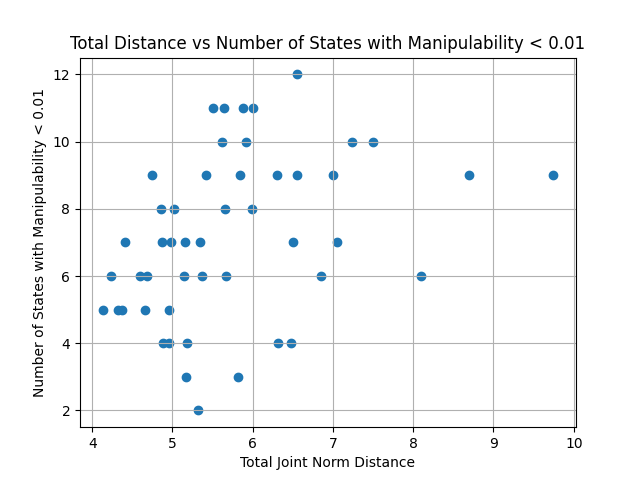 Total Distance vs Number of States with Manipulability < 0.01
12
10
8
6
4
2
Number of States with Manipulability < 0.01
4 5 6 7 8 9 10
Total Joint Norm Distance